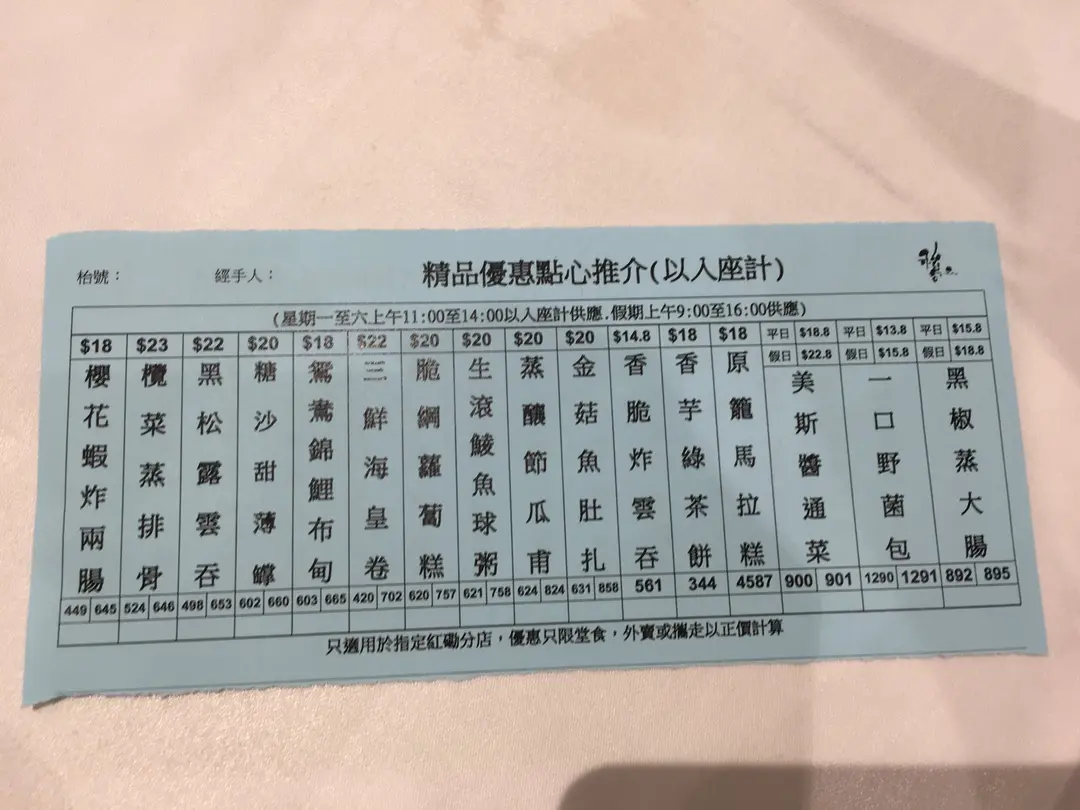 枱號：
經手人：
精品優惠點心推介(以入座計)
(星期一至六上午11:00至14:00以入座計供應.假期上午9:00至16:00供應)
$18 $23 $22 $20 $18 $22 $20 $20 $20 $20 $14.8 $18 $18 平日 $18.8 平日 $13.8 平日 $15.8
假日 $22.8 假日 $15.8 假日 $18.8
櫻花蝦炸兩腸
欖菜蒸排骨
黑松露雲吞
糖沙甜薄罉
鴛鴦錦鯉布甸
三鮮海皇卷
脆網蘿蔔糕
生滾鯪魚球粥
蒸釀節瓜甫
金菇魚肚扎
香脆炸雲吞
香芋綠茶餅
原籠馬拉糕
美斯醬通菜
一口野菌包
黑椒蒸大腸
449 645 524 646 498 653 602 660 603 665 420 702 620 757 621 758 624 824 631 858 561 344 4587 900 901 1290 1291 892 895
只適用於指定紅磡分店，優惠只限堂食，外賣或攜走以正價計算